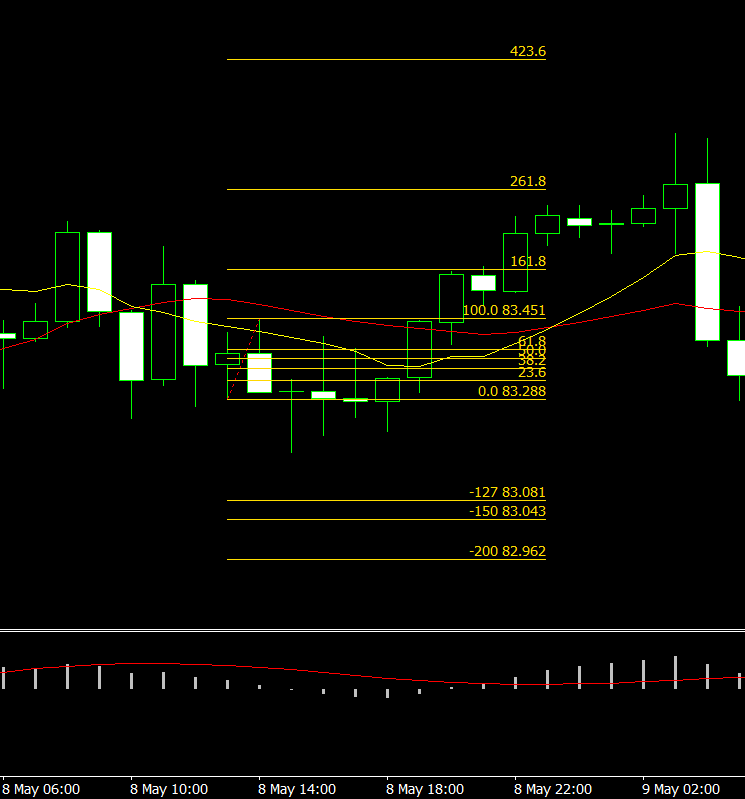 423.6
261.8
161.8
100.0 83.451
61.8
50.0
38.2
23.6
0.0 83.288
-127 83.081
-150 83.043
-200 82.962
8 May 06:00
8 May 10:00
8 May 14:00
8 May 18:00
8 May 22:00
9 May 02:00